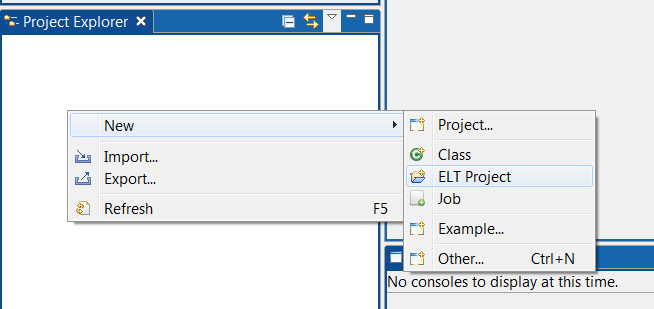 Project Explorer
New
Import...
Export...
Refresh F5
Project...
Class
ELT Project
Job
Example...
Other... Ctrl+N
No consoles to display at this time.